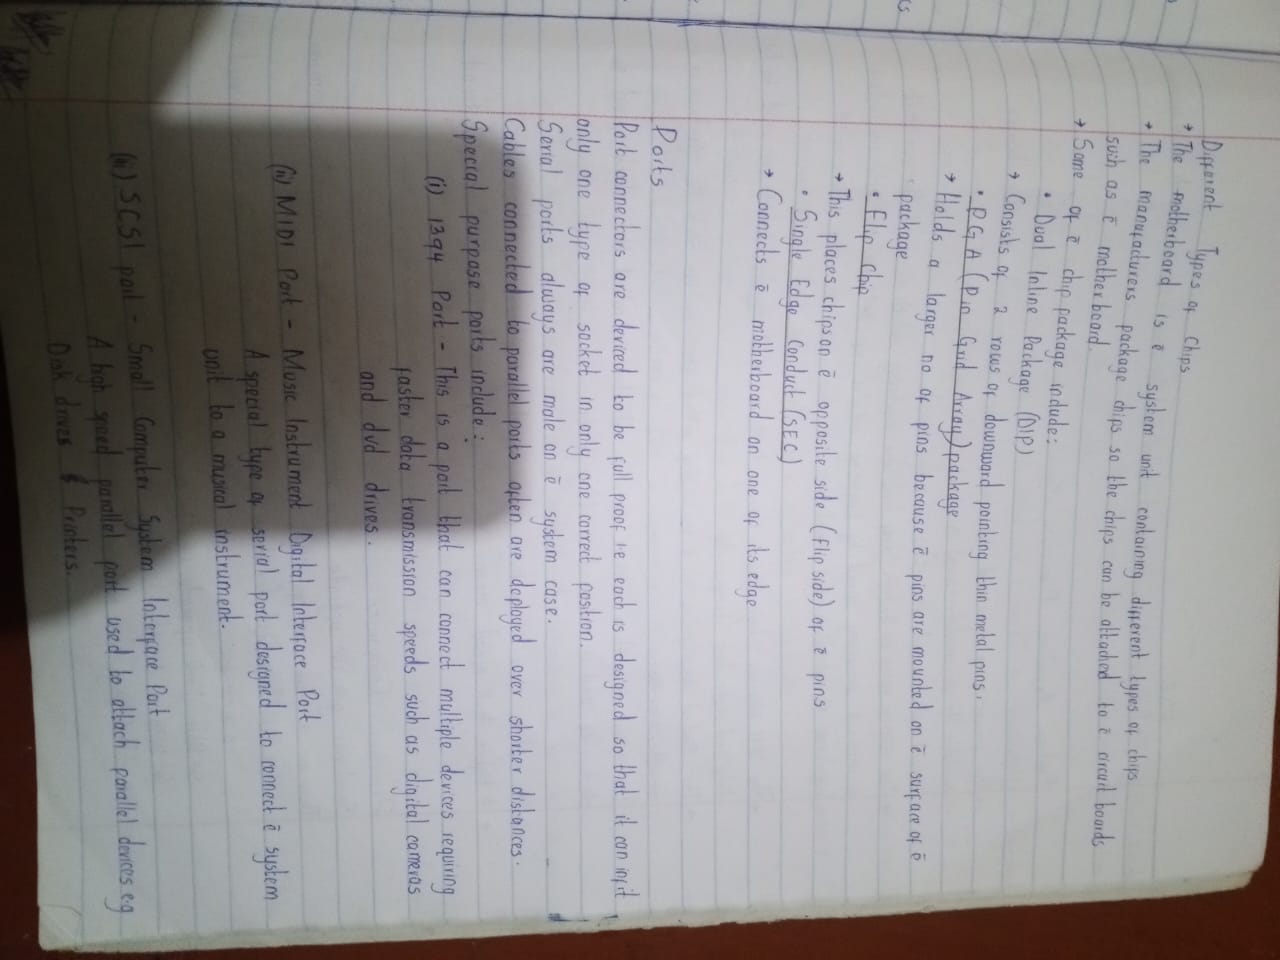 Different Types of Chips
→ The motherboard is ē system unit containing different types of chips
→ The manufacturers package chips so the chips can be attached to ē circuit boards
such as ē motherboard.
→ Some of ē chip package include:
• Dual Inline Package (DIP)
→ Consists of 2 rows of downward pointing thin metal pins.
• PGA (Pin Grid Array) package
→ Holds a larger no of pins because ē pins are mounted on ē surface of ē
package
• Flip Chip
→ This places chips on ē opposite side (flip side) of ē pins
• Single Edge Conduct (SEC)
→ Connects ē motherboard on one of its edge
Ports
Port connectors are deviced to be full proof i.e each is designed so that it can infit
only one type of socket in only one correct position.
Serial ports always are male on ē system case.
Cables connected to parallel ports often are deployed over shorter distances.
Special purpose ports include:
(i) 1394 Port - This is a port that can connect multiple devices requiring
faster data transmission speeds such as digital cameras
and dvd drives.
(ii) MIDI Port - Music Instrument Digital Interface Port
A special type of serial port designed to connect ē system
unit to a musical instrument.
(iii) SCSI port - Small Computer System Interface Port
A high speed parallel port used to attach parallel devices e.g
Disk drives & Printers.